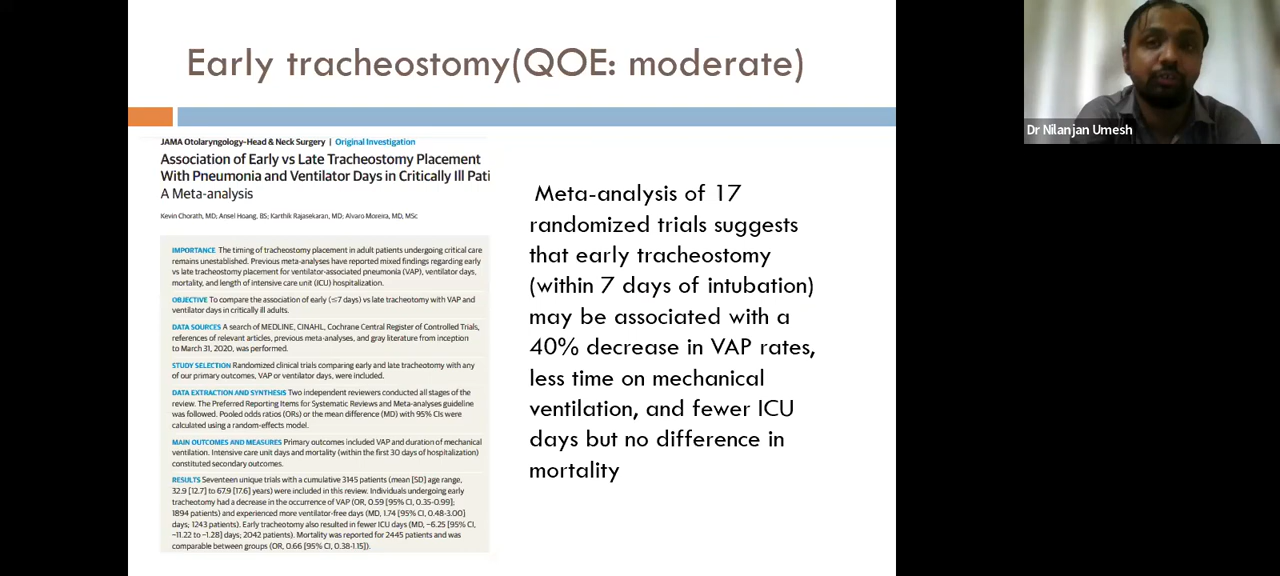 Early tracheostomy(QOE: moderate)
JAMA Otolaryngology-Head & Neck Surgery | Original Investigation
Association of Early vs Late Tracheostomy Placement
With Pneumonia and Ventilator Days in Critically Ill Pati
A Meta-analysis
Kevin Chorath, MD; Ansel Hoang, BS; Karthik Rajasekaran, MD; Alvaro Moreira, MD, MSc
IMPORTANCE The timing of tracheostomy placement in adult patients undergoing critical care
remains unestablished. Previous meta-analyses have reported mixed findings regarding early
vs late tracheostomy placement for ventilator-associated pneumonia (VAP), ventilator days,
mortality, and length of intensive care unit (ICU) hospitalization.
OBJECTIVE To compare the association of early (≤7 days) vs late tracheotomy with VAP and
ventilator days in critically ill adults.
DATA SOURCES A search of MEDLINE, CINAHL, Cochrane Central Register of Controlled Trials,
references of relevant articles, previous meta-analyses, and gray literature from inception
to March 31, 2020, was performed.
STUDY SELECTION Randomized clinical trials comparing early and late tracheotomy with any
of our primary outcomes, VAP or ventilator days, were included.
DATA EXTRACTION AND SYNTHESIS Two independent reviewers conducted all stages of the
review. The Preferred Reporting Items for Systematic Reviews and Meta-analyses guideline
was followed. Pooled odds ratios (ORs) or the mean difference (MD) with 95% CIs were
calculated using a random-effects model.
MAIN OUTCOMES AND MEASURES Primary outcomes included VAP and duration of mechanical
ventilation. Intensive care unit days and mortality (within the first 30 days of hospitalization)
constituted secondary outcomes.
RESULTS Seventeen unique trials with a cumulative 3145 patients (mean [SD] age range,
32.9 [12.7] to 67.9 [17.6] years) were included in this review. Individuals undergoing early
tracheotomy had a decrease in the occurrence of VAP (OR, 0.59 [95% CI, 0.35-0.99];
1894 patients) and experienced more ventilator-free days (MD, 1.74 [95% CI, 0.48-3.00]
days; 1243 patients). Early tracheotomy also resulted in fewer ICU days (MD, −6.25 [95% CI,
−11.22 to −1.28] days; 2042 patients). Mortality was reported for 2445 patients and was
comparable between groups (OR, 0.66 [95% CI, 0.38-1.15]).
Meta-analysis of 17
randomized trials suggests
that early tracheostomy
(within 7 days of intubation)
may be associated with a
40% decrease in VAP rates,
less time on mechanical
ventilation, and fewer ICU
days but no difference in
mortality
Dr Nilanjan Umesh